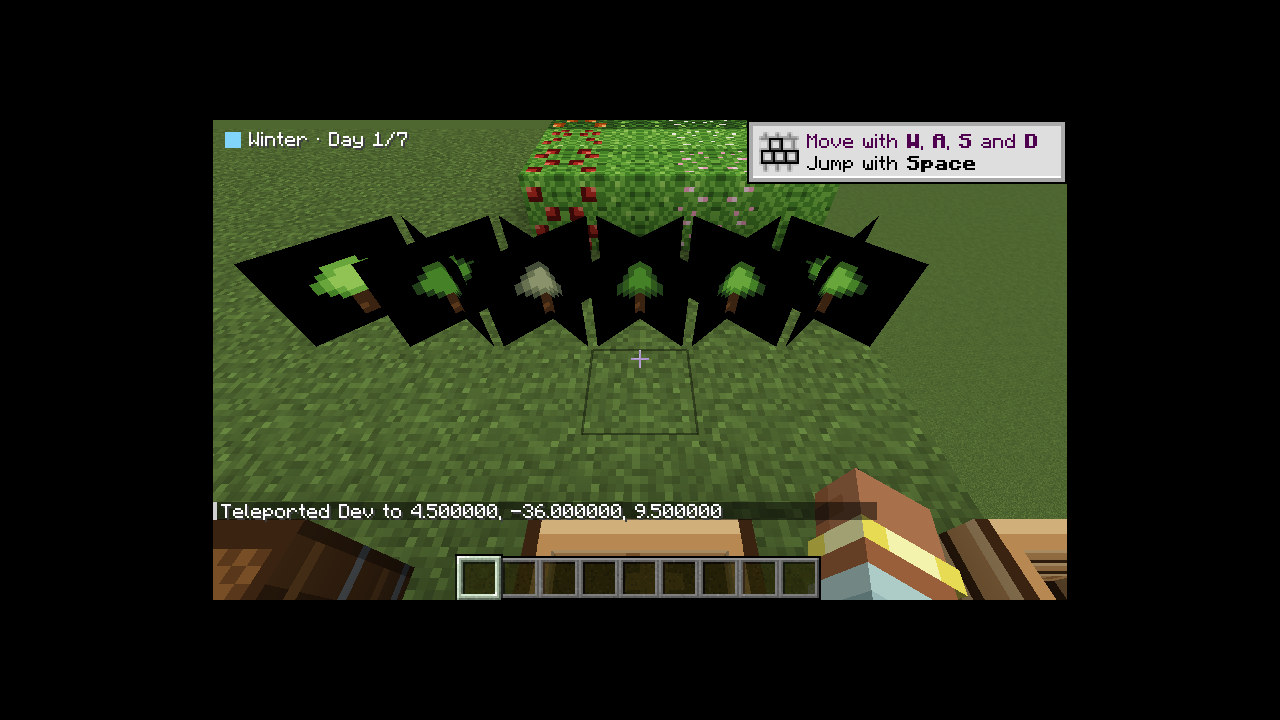 Winter · Day 1/7
Move with W, A, S and D
Jump with Space
Teleported Dev to 4.500000, -36.000000, 9.500000